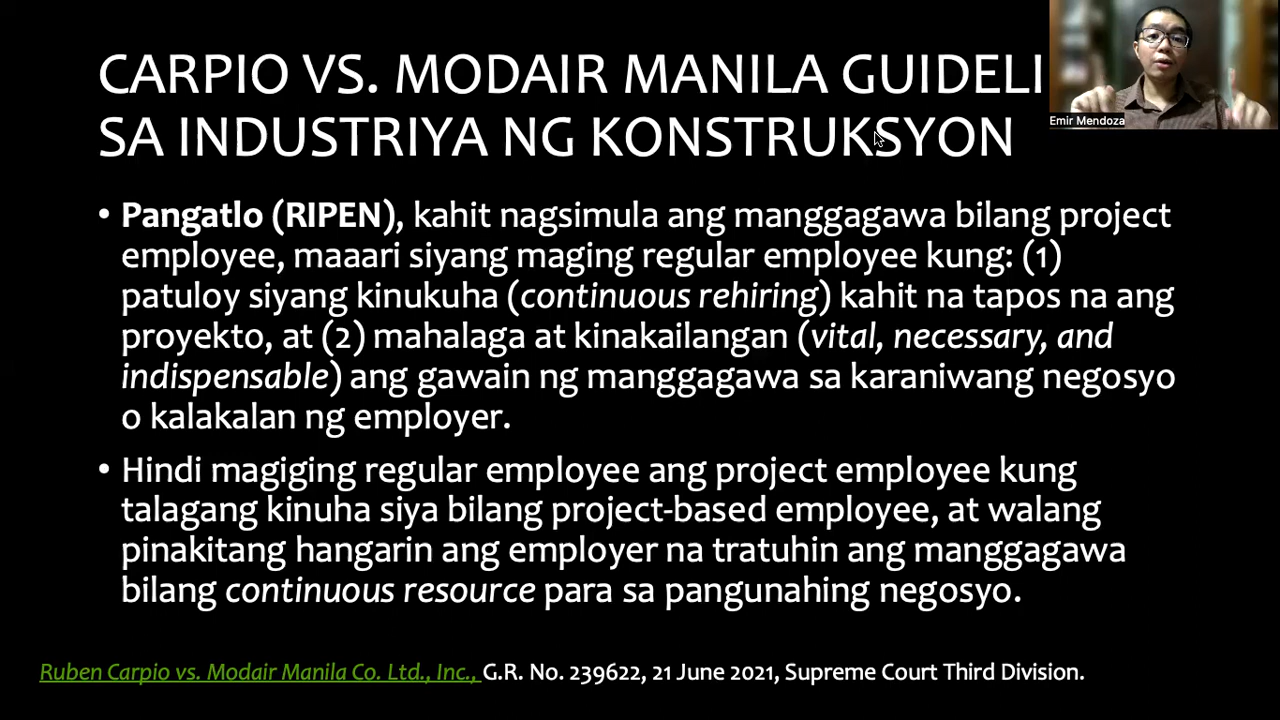 CARPIO VS. MODAIR MANILA GUIDELI
SA INDUSTRIYA NG KONSTRUKSYON
Emir Mendoza
• Pangatlo (RIPEN), kahit nagsimula ang manggagawa bilang project
employee, maaari siyang maging regular employee kung: (1)
patuloy siyang kinukuha (continuous rehiring) kahit na tapos na ang
proyekto, at (2) mahalaga at kinakailangan (vital, necessary, and
indispensable) ang gawain ng manggagawa sa karaniwang negosyo
o kalakalan ng employer.
• Hindi magiging regular employee ang project employee kung
talagang kinuha siya bilang project-based employee, at walang
pinakitang hangarin ang employer na tratuhin ang manggagawa
bilang continuous resource para sa pangunahing negosyo.
Ruben Carpio vs. Modair Manila Co. Ltd., Inc., G.R. No. 239622, 21 June 2021, Supreme Court Third Division.